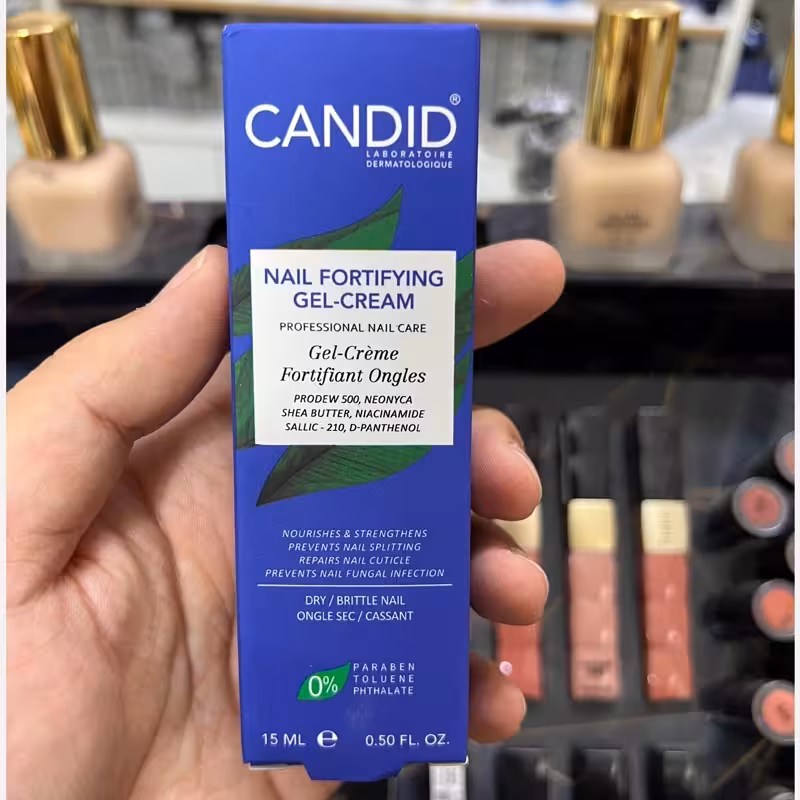 CANDID®
LABORATOIRE
DERMATOLOGIQUE
NAIL FORTIFYING
GEL-CREAM
PROFESSIONAL NAIL CARE
Gel-Crème
Fortifiant Ongles
PRODEW 500, NEONYCA
SHEA BUTTER, NIACINAMIDE
SALLIC - 210, D-PANTHENOL
NOURISHES & STRENGTHENS
PREVENTS NAIL SPLITTING
REPAIRS NAIL CUTICLE
PREVENTS NAIL FUNGAL INFECTION
DRY / BRITTLE NAIL
ONGLE SEC / CASSANT
0%
PARABEN
TOLUENE
PHTHALATE
15 ML ℮ 0.50 FL. OZ.